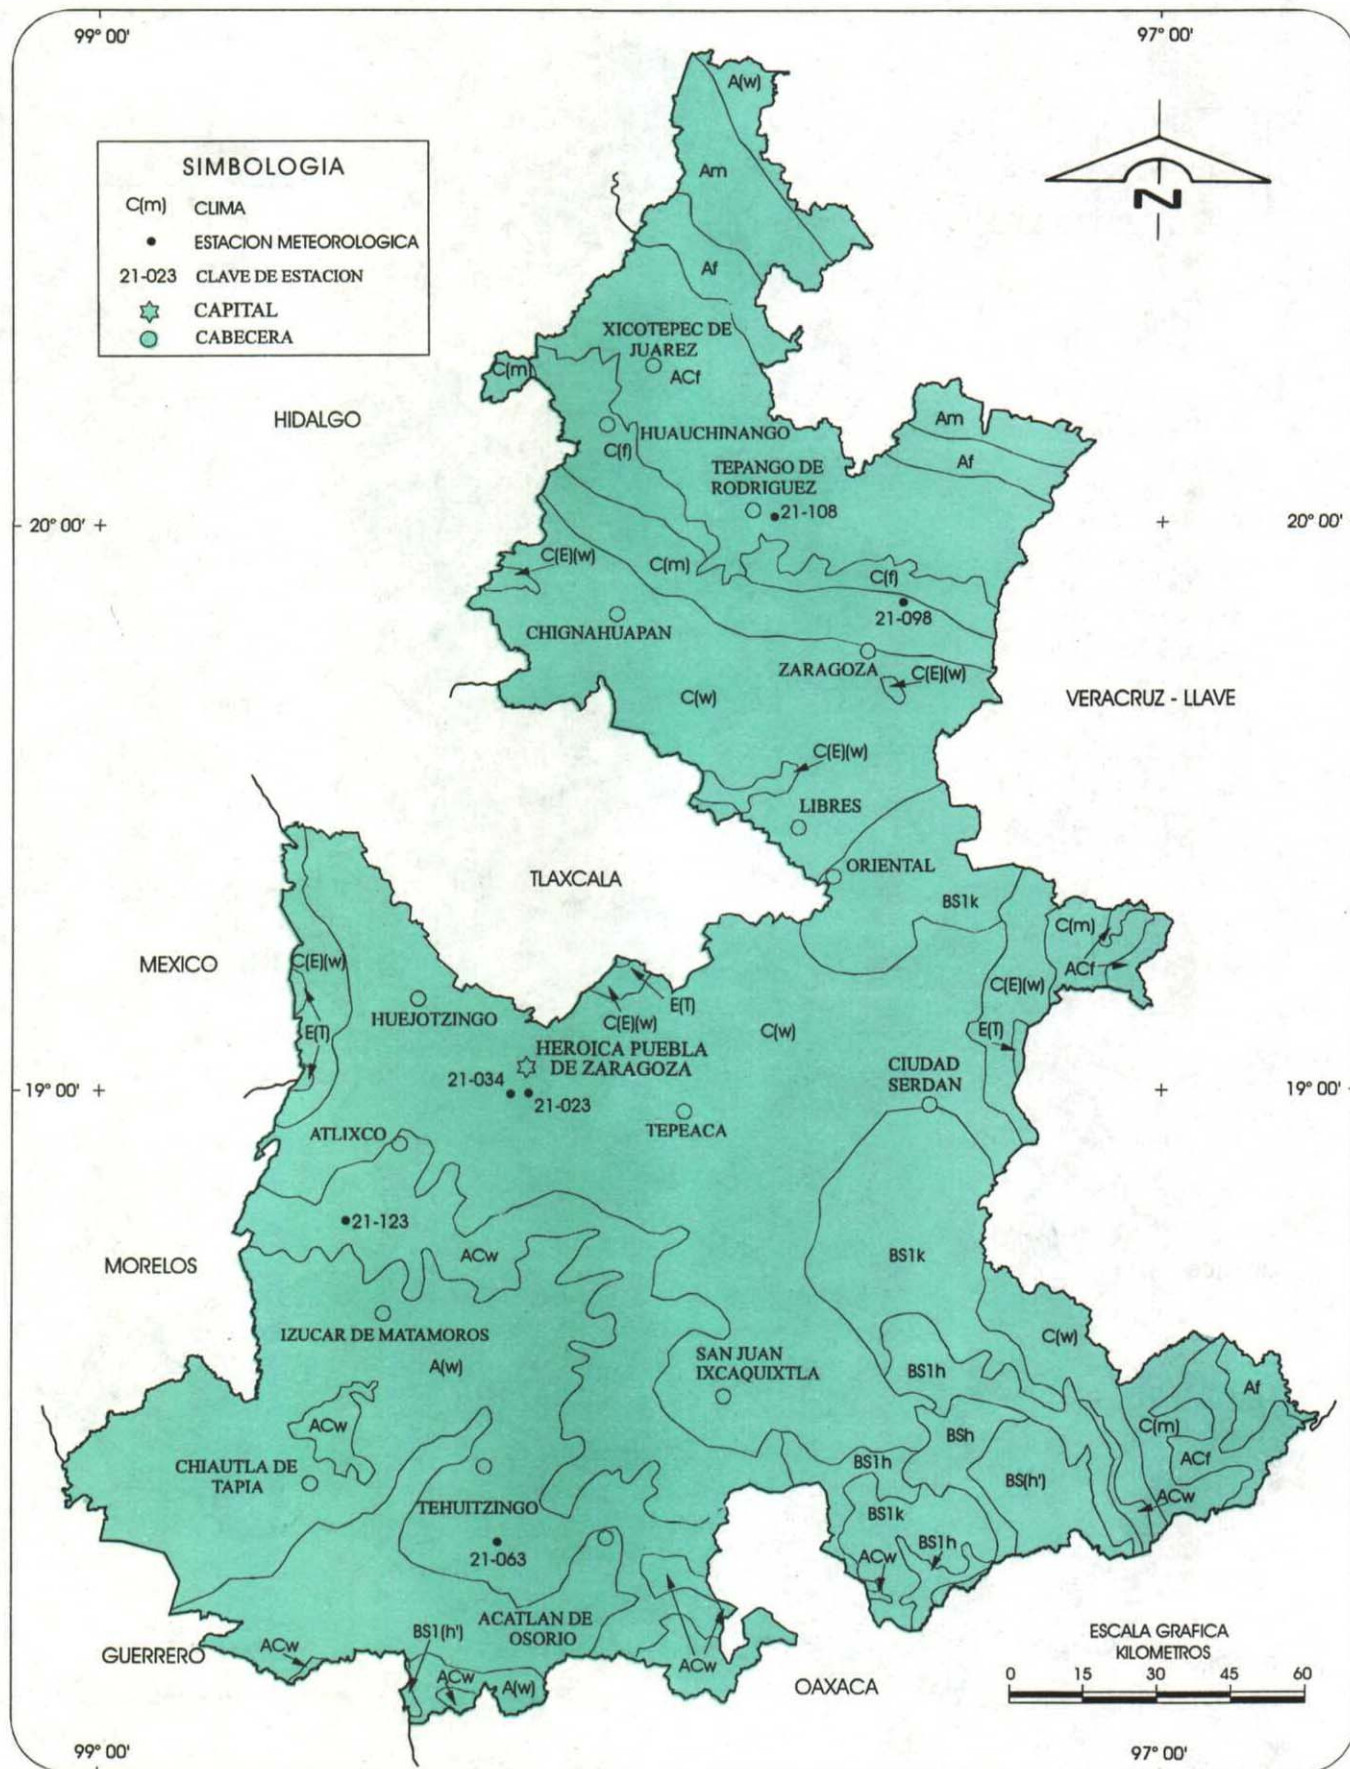 99° 00'
97° 00'
A(w)
SIMBOLOGIA
C(m) CLIMA
ESTACION METEOROLOGICA
21-023 CLAVE DE ESTACION
CAPITAL
CABECERA
Am
N
Af
XICOTEPEC DE
JUAREZ
C(m)
ACf
HIDALGO
HUAUCHINANGO
C(f)
Am
Af
TEPANGO DE
RODRIGUEZ
21-108
20° 00'
20° 00'
C(E)(w)
C(m)
C(f)
21-098
CHIGNAHUAPAN
ZARAGOZA
C(E)(w)
C(w)
VERACRUZ - LLAVE
C(E)(w)
LIBRES
TLAXCALA
ORIENTAL
BS1k
C(m)
ACf
MEXICO
C(E)(w)
C(E)(w)
HUEJOTZINGO
E(T)
C(E)(w)
E(T)
C(w)
E(T)
HEROICA PUEBLA
DE ZARAGOZA
CIUDAD
SERDAN
21-034
21-023
19° 00'
19° 00'
TEPEACA
ATLIXCO
21-123
ACw
BS1k
MORELOS
IZUCAR DE MATAMOROS
C(w)
SAN JUAN
IXCAQUIXTLA
A(w)
BS1h
Af
ACw
C(m)
BSh
CHIAUTLA DE
TAPIA
BS1h
BS(h')
ACf
TEHUITZINGO
ACw
BS1k
BS1h
21-063
ACw
ACATLAN DE
OSORIO
BS1(h')
ACw
GUERRERO
ACw
ACw
A(w)
OAXACA
ESCALA GRAFICA
KILOMETROS
0 15 30 45 60
99° 00'
97° 00'